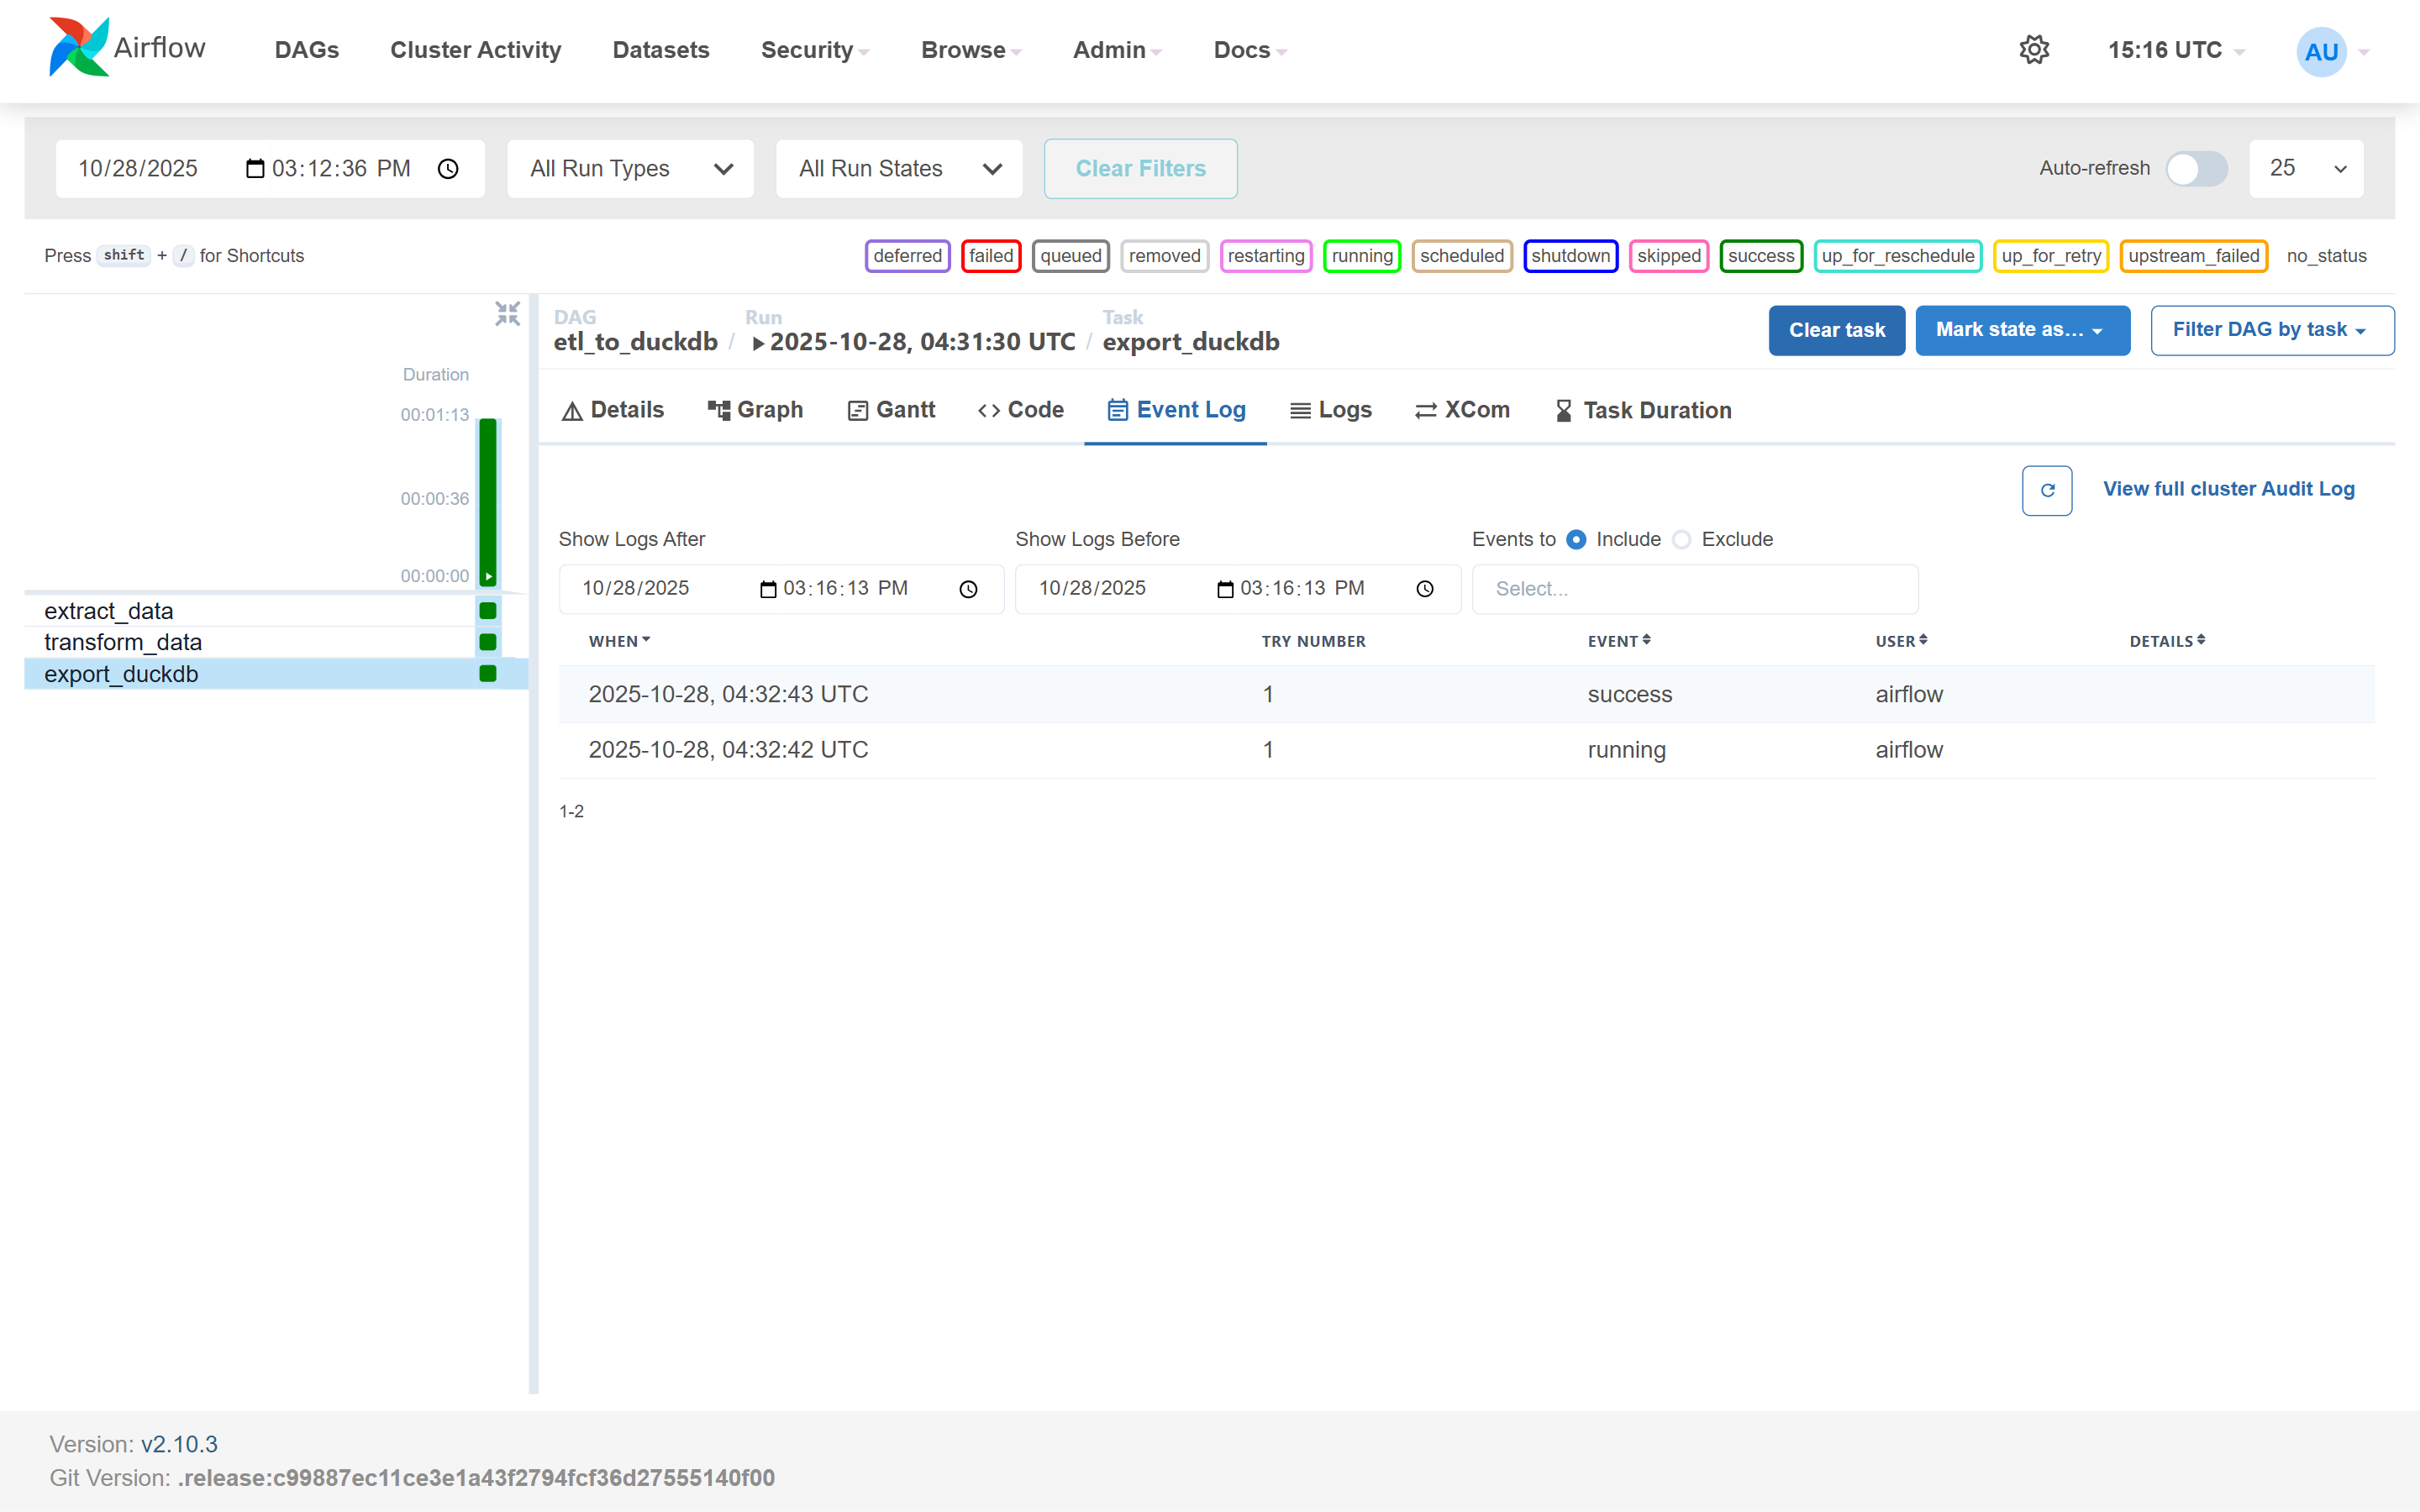 Airflow DAGs Cluster Activity Datasets Security Browse Admin Docs 15:16 UTC AU
10/28/2025 03:12:36 PM All Run Types All Run States Clear Filters Auto-refresh 25
Press shift + / for Shortcuts deferred failed queued removed restarting running scheduled shutdown skipped success up_for_reschedule up_for_retry upstream_failed no_status
DAG Run Task
etl_to_duckdb / 2025-10-28, 04:31:30 UTC / export_duckdb Clear task Mark state as... Filter DAG by task
Duration
00:01:13
00:00:36
00:00:00
extract_data
transform_data
export_duckdb
Details Graph Gantt Code Event Log Logs XCom Task Duration
View full cluster Audit Log
Show Logs After Show Logs Before Events to Include Exclude
10/28/2025 03:16:13 PM 10/28/2025 03:16:13 PM Select...
WHEN TRY NUMBER EVENT USER DETAILS
2025-10-28, 04:32:43 UTC 1 success airflow
2025-10-28, 04:32:42 UTC 1 running airflow
1-2
Version: v2.10.3
Git Version: .release:c99887ec11ce3e1a43f2794fcf36d27555140f00